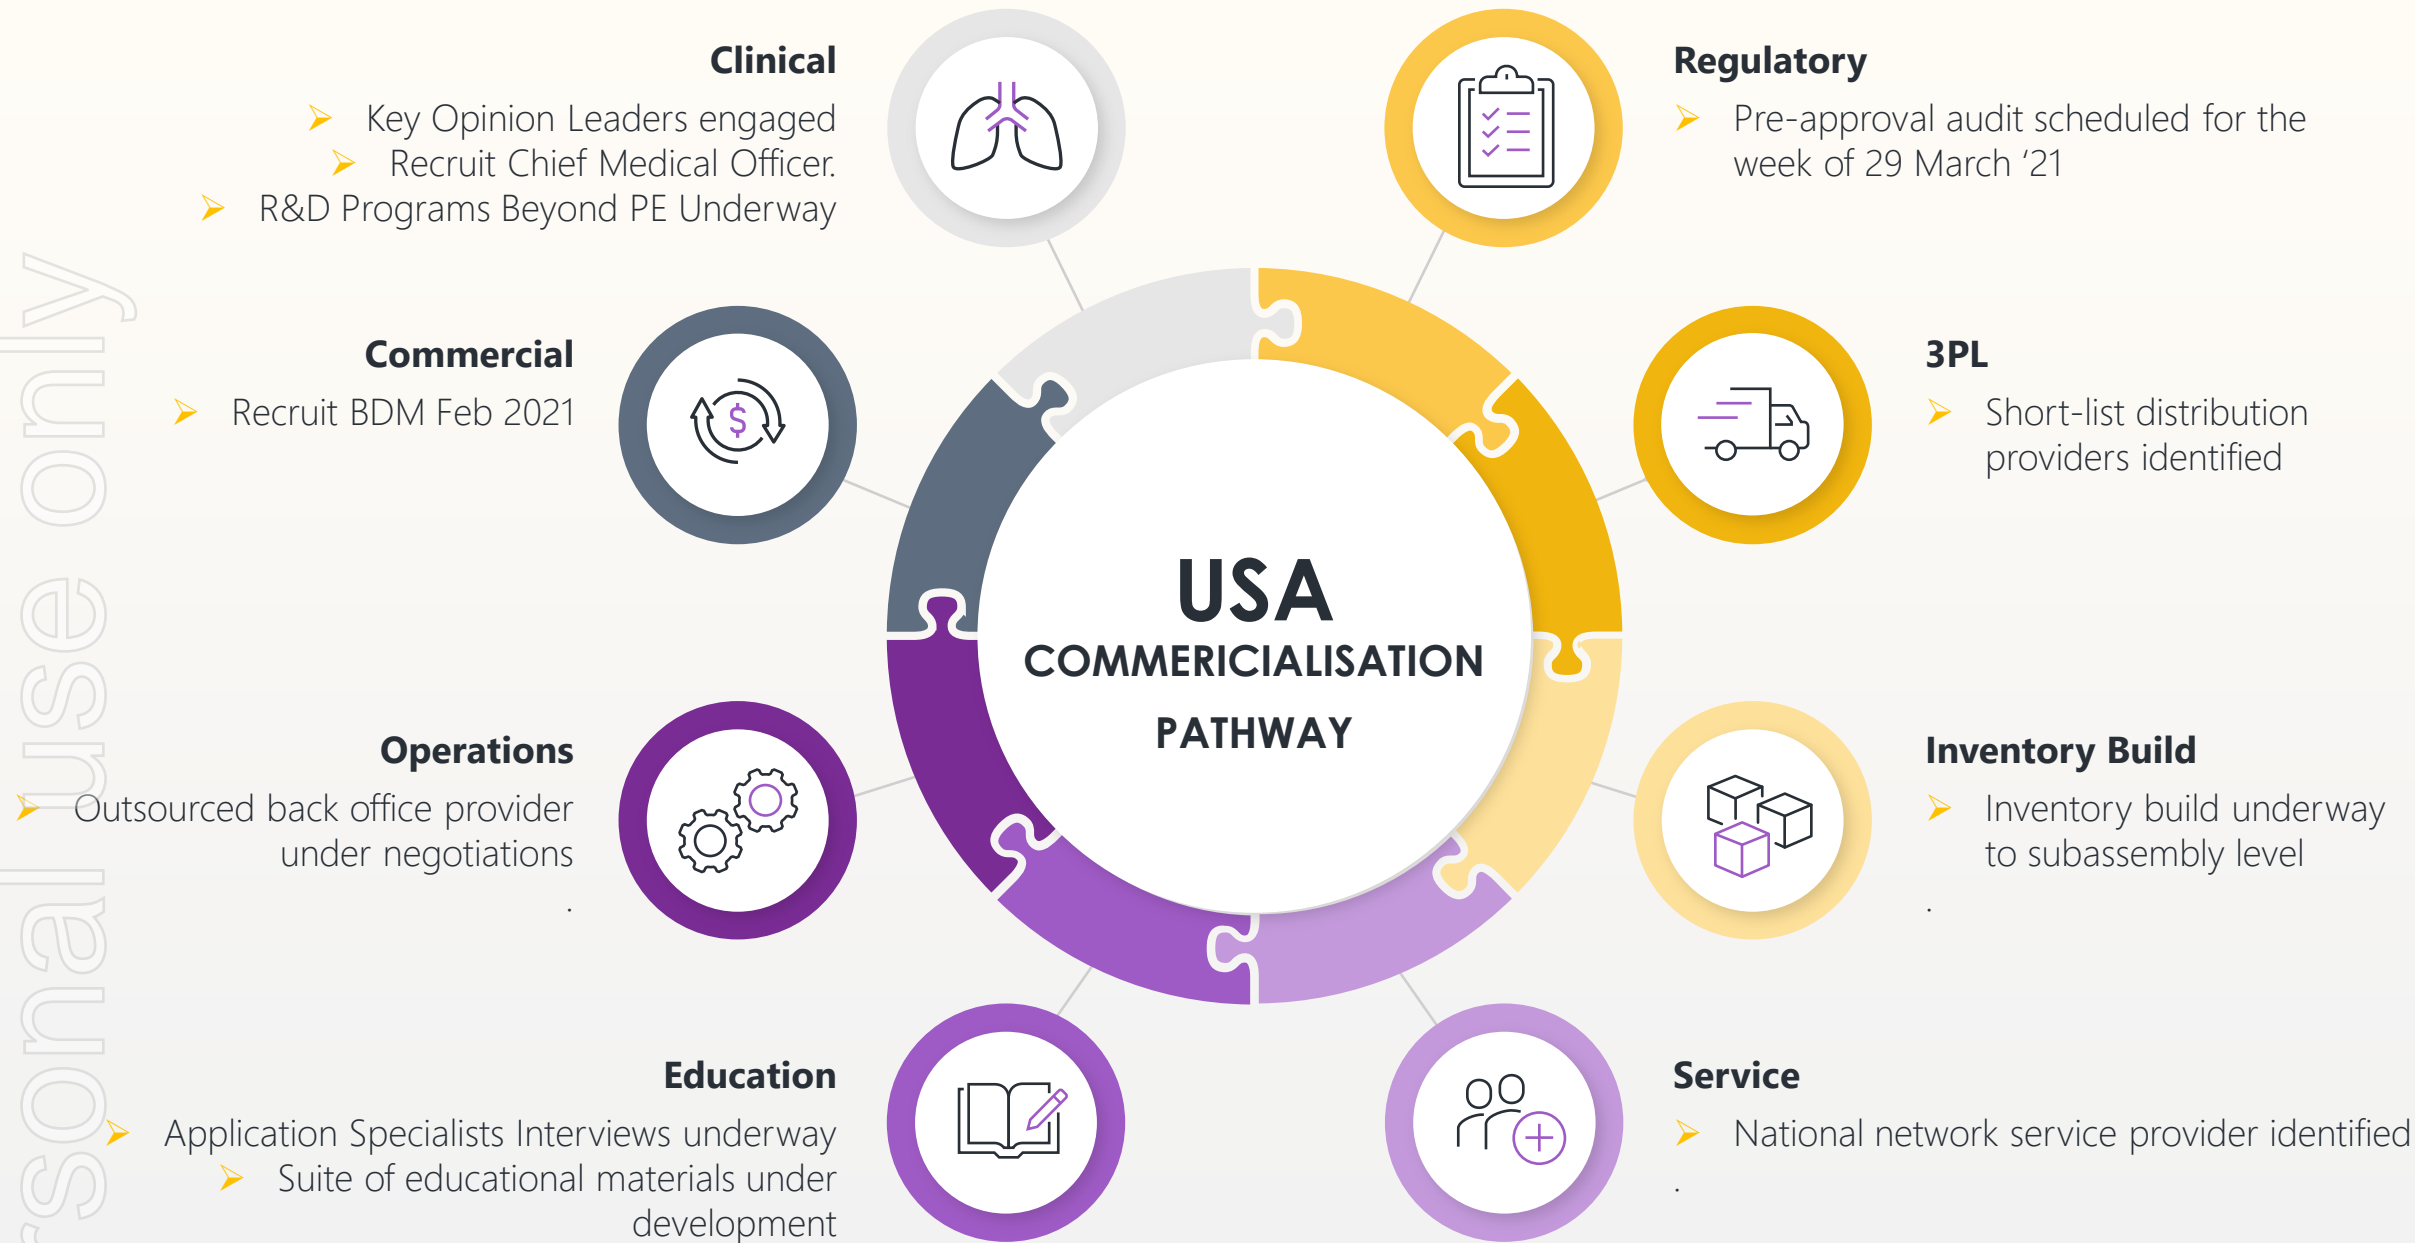 Clinical
➢ Key Opinion Leaders engaged
➢ Recruit Chief Medical Officer.
➢ R&D Programs Beyond PE Underway
Regulatory
➢ Pre-approval audit scheduled for the
week of 29 March ‘21
Commercial
➢ Recruit BDM Feb 2021
3PL
➢ Short-list distribution
providers identified
USA
COMMERICIALISATION
PATHWAY
Operations
➢ Outsourced back office provider
under negotiations
.
Inventory Build
➢ Inventory build underway
to subassembly level
.
Education
➢ Application Specialists Interviews underway
➢ Suite of educational materials under
development
Service
➢ National network service provider identified
.
$
rsonal use only